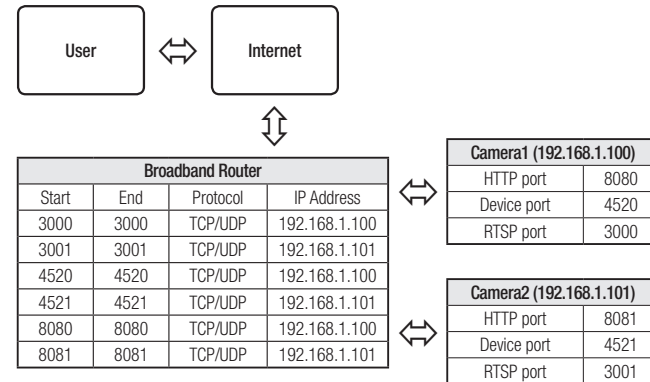 User
Internet
Broadband Router
Start End Protocol IP Address
3000 3000 TCP/UDP 192.168.1.100
3001 3001 TCP/UDP 192.168.1.101
4520 4520 TCP/UDP 192.168.1.100
4521 4521 TCP/UDP 192.168.1.101
8080 8080 TCP/UDP 192.168.1.100
8081 8081 TCP/UDP 192.168.1.101
Camera1 (192.168.1.100)
HTTP port 8080
Device port 4520
RTSP port 3000
Camera2 (192.168.1.101)
HTTP port 8081
Device port 4521
RTSP port 3001